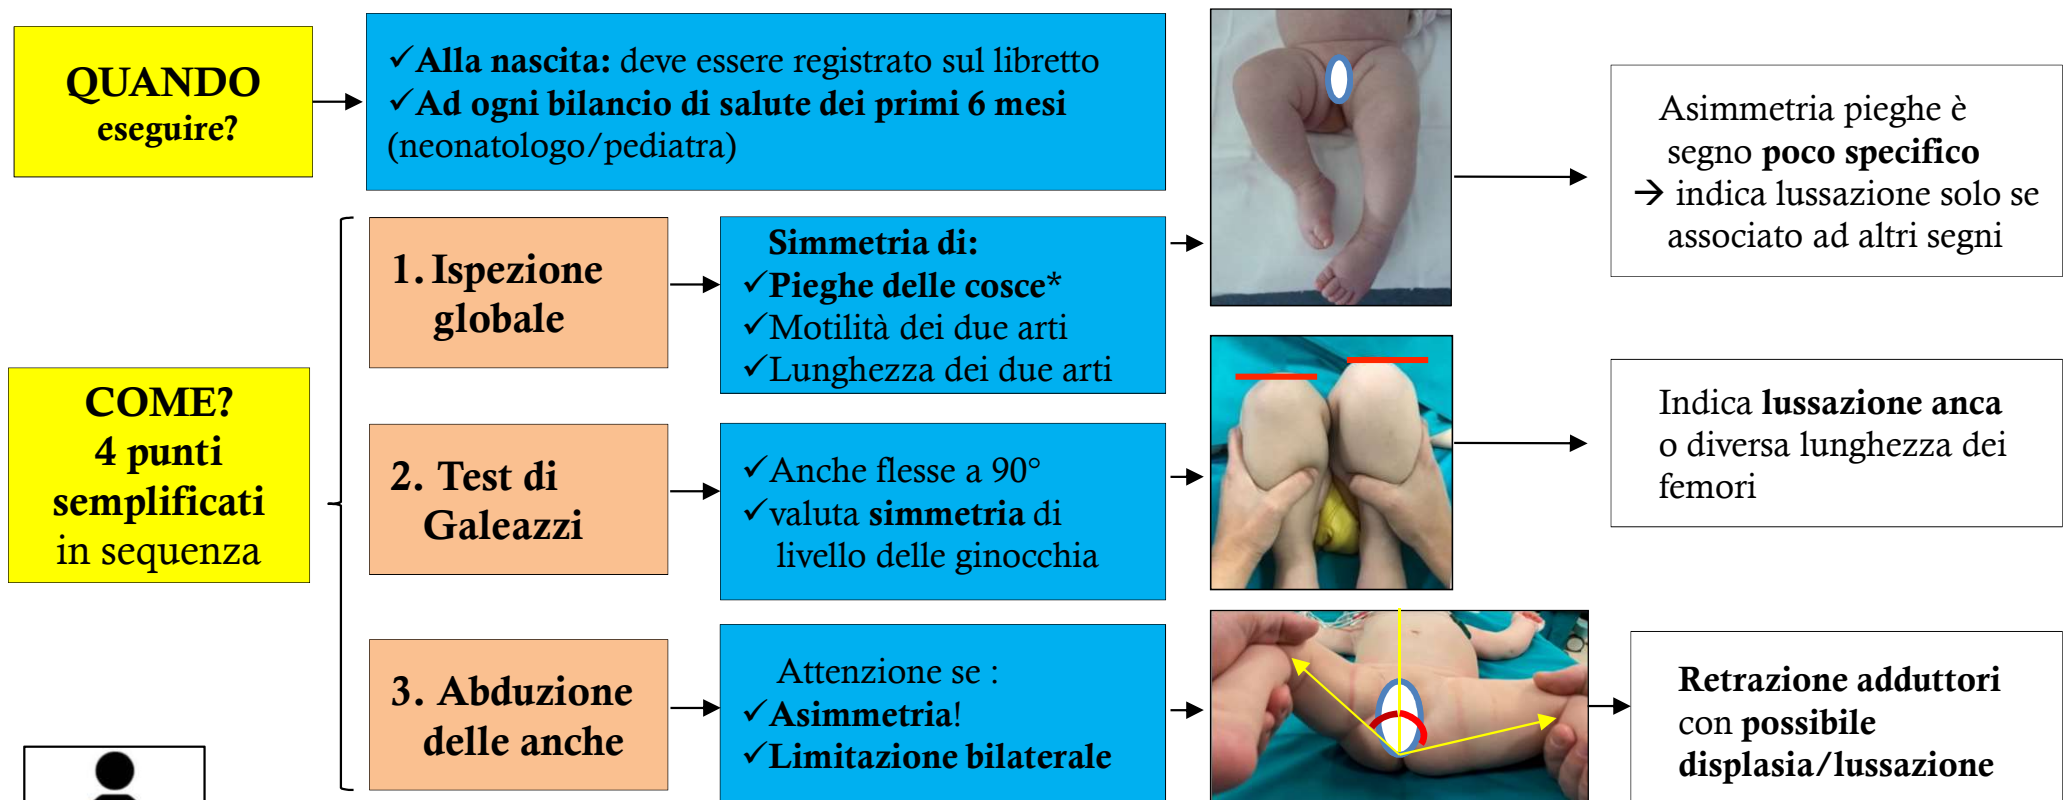 QUANDO
eseguire?
✓Alla nascita: deve essere registrato sul libretto
✓Ad ogni bilancio di salute dei primi 6 mesi
(neonatologo/pediatra)
Asimmetria pieghe è
segno poco specifico
→ indica lussazione solo se
associato ad altri segni
COME?
4 punti
semplificati
in sequenza
1. Ispezione
globale
Simmetria di:
✓Pieghe delle cosce*
✓Motilità dei due arti
✓Lunghezza dei due arti
2. Test di
Galeazzi
✓Anche flesse a 90°
✓valuta simmetria di
livello delle ginocchia
Indica lussazione anca
o diversa lunghezza dei
femori
3. Abduzione
delle anche
Attenzione se :
✓Asimmetria!
✓Limitazione bilaterale
Retrazione adduttori
con possibile
displasia/lussazione